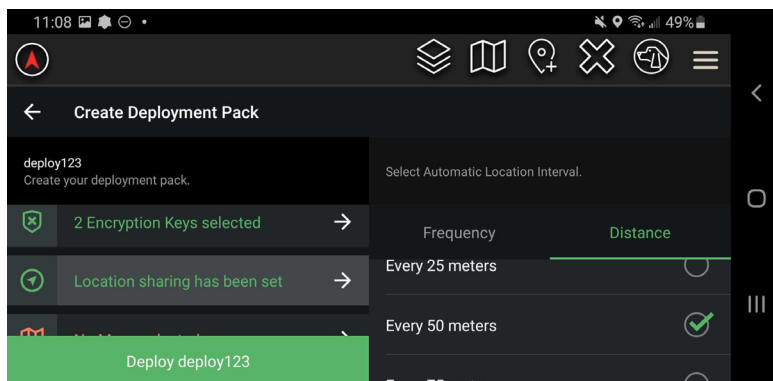 11:08
49%
Create Deployment Pack
deploy123
Create your deployment pack.
2 Encryption Keys selected
Location sharing has been set
Deploy deploy123
Select Automatic Location Interval.
Frequency
Distance
Every 25 meters
Every 50 meters